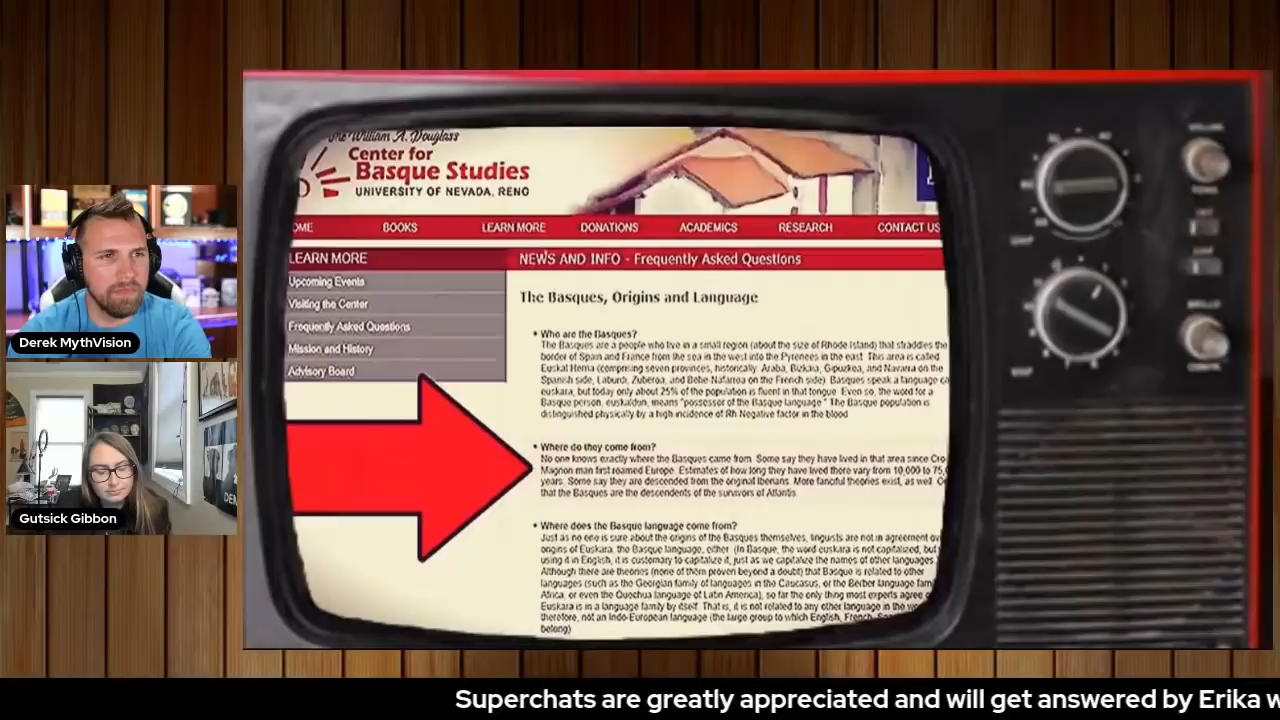 The William A. Douglass
Center for
Basque Studies
UNIVERSITY OF NEVADA, RENO
OME
BOOKS
LEARN MORE
DONATIONS
ACADEMICS
RESEARCH
CONTACT US
LEARN MORE
NEWS AND INFO - Frequently Asked Questions
Upcoming Events
Visiting the Center
Frequently Asked Questions
Mission and History
Advisory Board
The Basques, Origins and Language
• Who are the Basques?
The Basques are a people who live in a small region (about the size of Rhode Island) that straddles the
border of Spain and France from the sea in the west into the Pyrenees in the east. This area is called
Euskal Herria (comprising seven provinces, historically. Araba, Bizkaia, Gipuzkoa, and Navarra on the
Spanish side, Laburdi, Zuberoa, and Behe-Nafarroa on the French side). Basques speak a language ca
euskara, but today only about 25% of the population is fluent in that tongue. Even so, the word for a
Basque person, euskaldun, means "possessor of the Basque language." The Basque population is
distinguished physically by a high incidence of Rh Negative factor in the blood
• Where do they come from?
No one knows exactly where the Basques came from. Some say they have lived in that area since Cro
Magnon man first roamed Europe. Estimates of how long they have lived there vary from 10,000 to 75,
years. Some say they are descended from the original Iberians. More fanciful theories exist, as well. O
that the Basques are the descendents of the survivors of Atlantis.
• Where does the Basque language come from?
Just as no one is sure about the origins of the Basques themselves, linguists are not in agreement ov
origins of Euskara, the Basque language, either. (In Basque, the word euskara is not capitalized, but
using it in English, it is customary to capitalize it, just as we capitalize the names of other languages.
Although there are theories (none of them proven beyond a doubt) that Basque is related to other
languages (such as the Georgian family of languages in the Caucasus, or the Berber language fam
Africa, or even the Quechua language of Latin America), so far the only thing most experts agree o
Euskara is in a language family by itself. That is, it is not related to any other language in the wo
therefore, not an Indo-European language (the large group to which English, French,
belong)
Derek MythVision
Gutsick Gibbon
Superchats are greatly appreciated and will get answered by Erika w